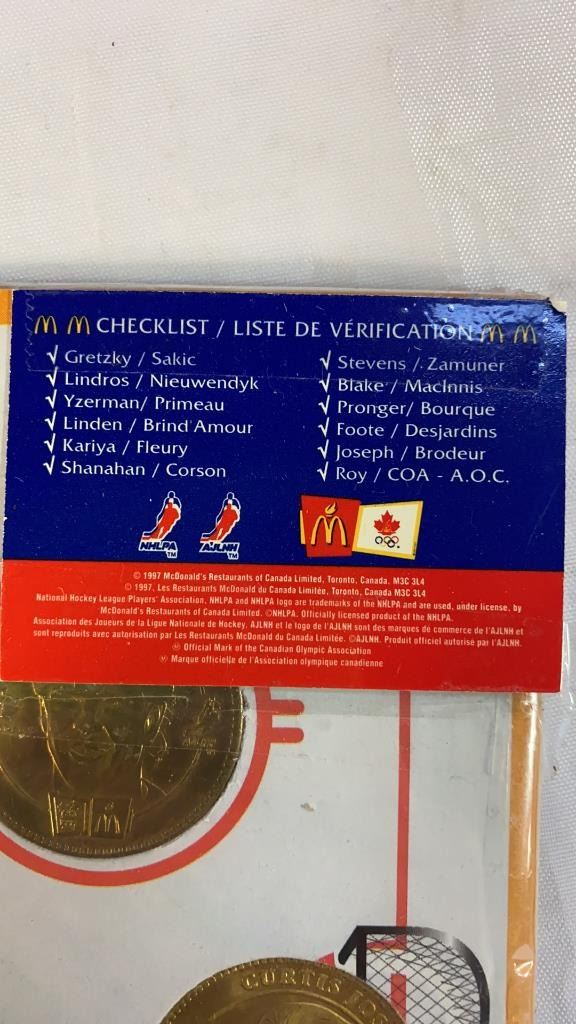 CHECKLIST / LISTE DE VÉRIFICATION
√ Gretzky / Sakic
√ Lindros / Nieuwendyk
√ Yzerman/ Primeau
√ Linden / Brind'Amour
√ Kariya / Fleury
√ Shanahan / Corson
√ Stevens / Zamuner
√ Blake / MacInnis
√ Pronger/ Bourque
√ Foote / Desjardins
√ Joseph / Brodeur
√ Roy / COA - A.O.C.
NHLPA TM
AJLNH TM
© 1997 McDonald's Restaurants of Canada Limited, Toronto, Canada. M3C 3L4
© 1997, Les Restaurants McDonald du Canada Limitée, Toronto, Canada M3C 3L4
National Hockey League Players' Association, NHLPA and NHLPA logo are trademarks of the NHLPA and are used, under license, by
McDonald's Restaurants of Canada Limited. ©NHLPA. Officially licensed product of the NHLPA.
Association des Joueurs de la Ligue Nationale de Hockey, AJLNH et le logo de l'AJLNH sont des marques de commerce de l'AJLNH et
sont reproduits avec autorisation par Les Restaurants McDonald du Canada Limitée. ©AJLNH. Produit officiel autorisé par l'AJLNH.
Official Mark of the Canadian Olympic Association
Marque officielle de l'Association olympique canadienne
CURTIS